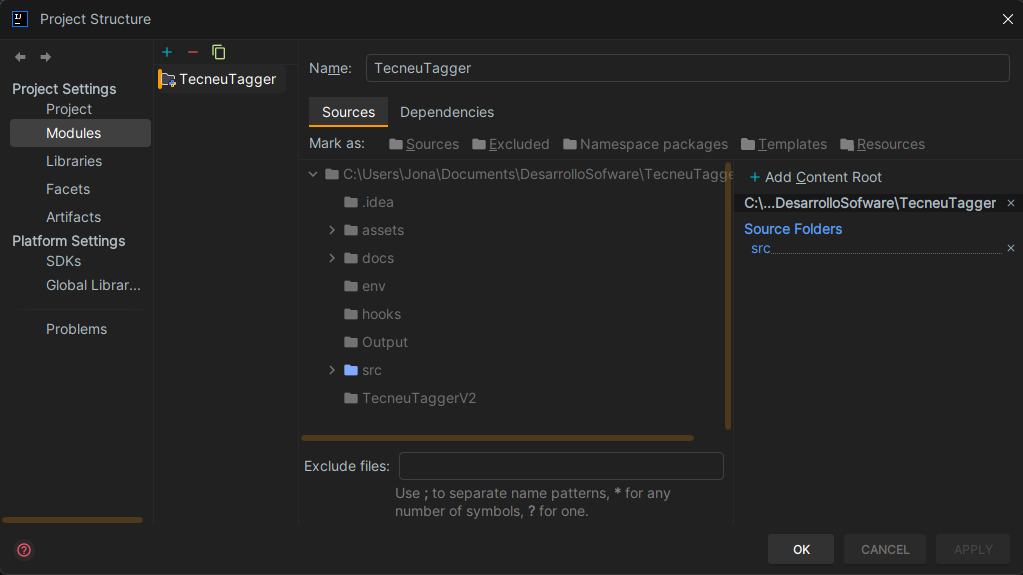 Project Structure
Project Settings
Project
Modules
Libraries
Facets
Artifacts
Platform Settings
SDKs
Global Librar...
Problems
TecneuTagger
Name: TecneuTagger
Sources Dependencies
Mark as: Sources Excluded Namespace packages Templates Resources
C:\Users\Jona\Documents\DesarrolloSofware\TecneuTagge
.idea
assets
docs
env
hooks
Output
src
TecneuTaggerV2
Exclude files:
Use ; to separate name patterns, * for any
number of symbols, ? for one.
+ Add Content Root
C:\...DesarrolloSofware\TecneuTagger
Source Folders
src
OK CANCEL APPLY